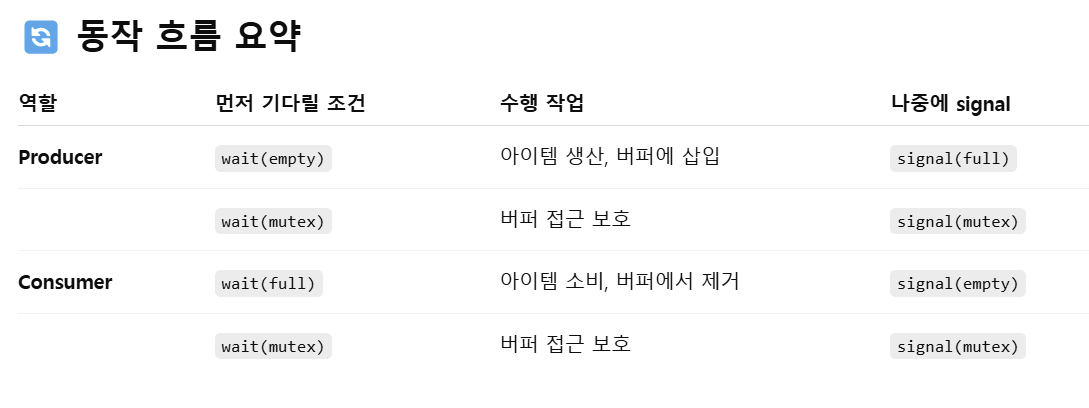 동작 흐름 요약
역할 먼저 기다릴 조건 수행 작업 나중에 signal
Producer wait(empty) 아이템 생산, 버퍼에 삽입 signal(full)
wait(mutex) 버퍼 접근 보호 signal(mutex)
Consumer wait(full) 아이템 소비, 버퍼에서 제거 signal(empty)
wait(mutex) 버퍼 접근 보호 signal(mutex)